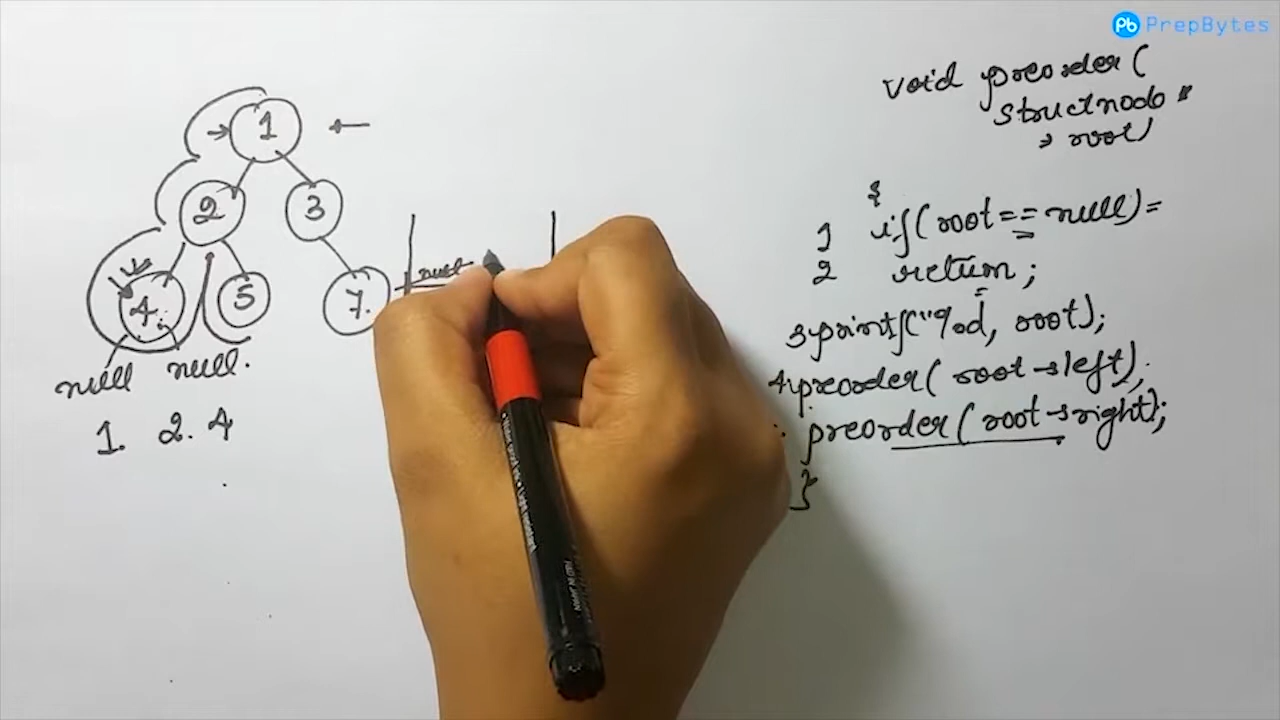 PrepBytes
void preorder(
struct node *
root)
1
2 3
4 5 7.
null null.
1. 2. 4
null
{
1 if(root == null)=
2 return;
3 printf("%d, root);
4 preorder( root→left);
preorder( root→right);
}